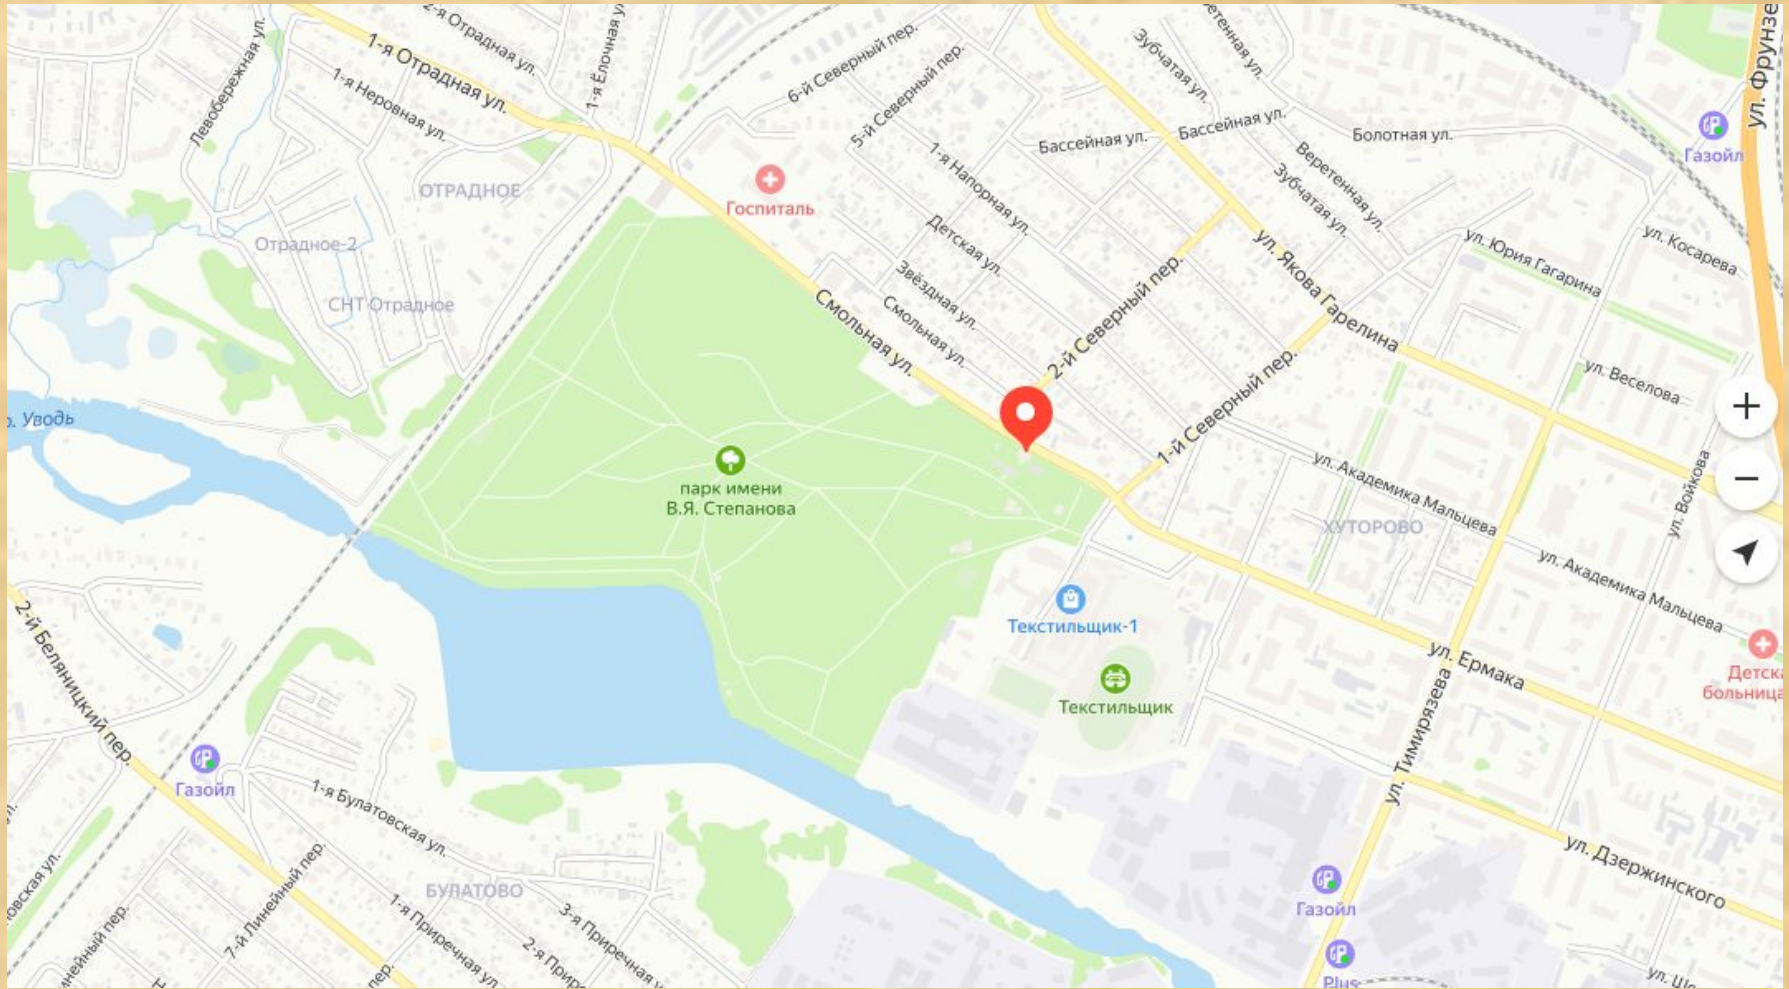 2-я Отрадная ул.
1-я Отрадная ул.
1-я Ёлочная ул.
Левобережная ул.
1-я Неровная ул.
6-й Северный пер.
5-й Северный пер.
Зубчатая ул.
ул. Фрунзе
Бассейная ул.
Бассейная ул.
Болотная ул.
Газойл
ОТРАДНОЕ
Госпиталь
1-я Напорная ул.
Веретенная ул.
Зубчатая ул.
Отрадное-2
Детская ул.
ул. Юрия Гагарина
ул. Косарева
СНТ Отрадное
Звёздная ул.
Смольная ул.
Смольная ул.
2-й Северный пер.
ул. Якова Гарелина
1-й Северный пер.
ул. Веселова
р. Уводь
парк имени
В.Я. Степанова
ул. Академика Мальцева
ул. Войкова
ХУТОРОВО
ул. Академика Мальцева
Текстильщик-1
2-й Беляницкий пер.
ул. Ермака
Детска
больница
Текстильщик
ул. Тимирязева
Газойл
1-я Булатовская ул.
БУЛАТОВО
7-й Линейный пер.
1-я Приречная ул.
2-я Прире
3-я Приречная у
ул. Дзержинского
Газойл
Plus
пер.